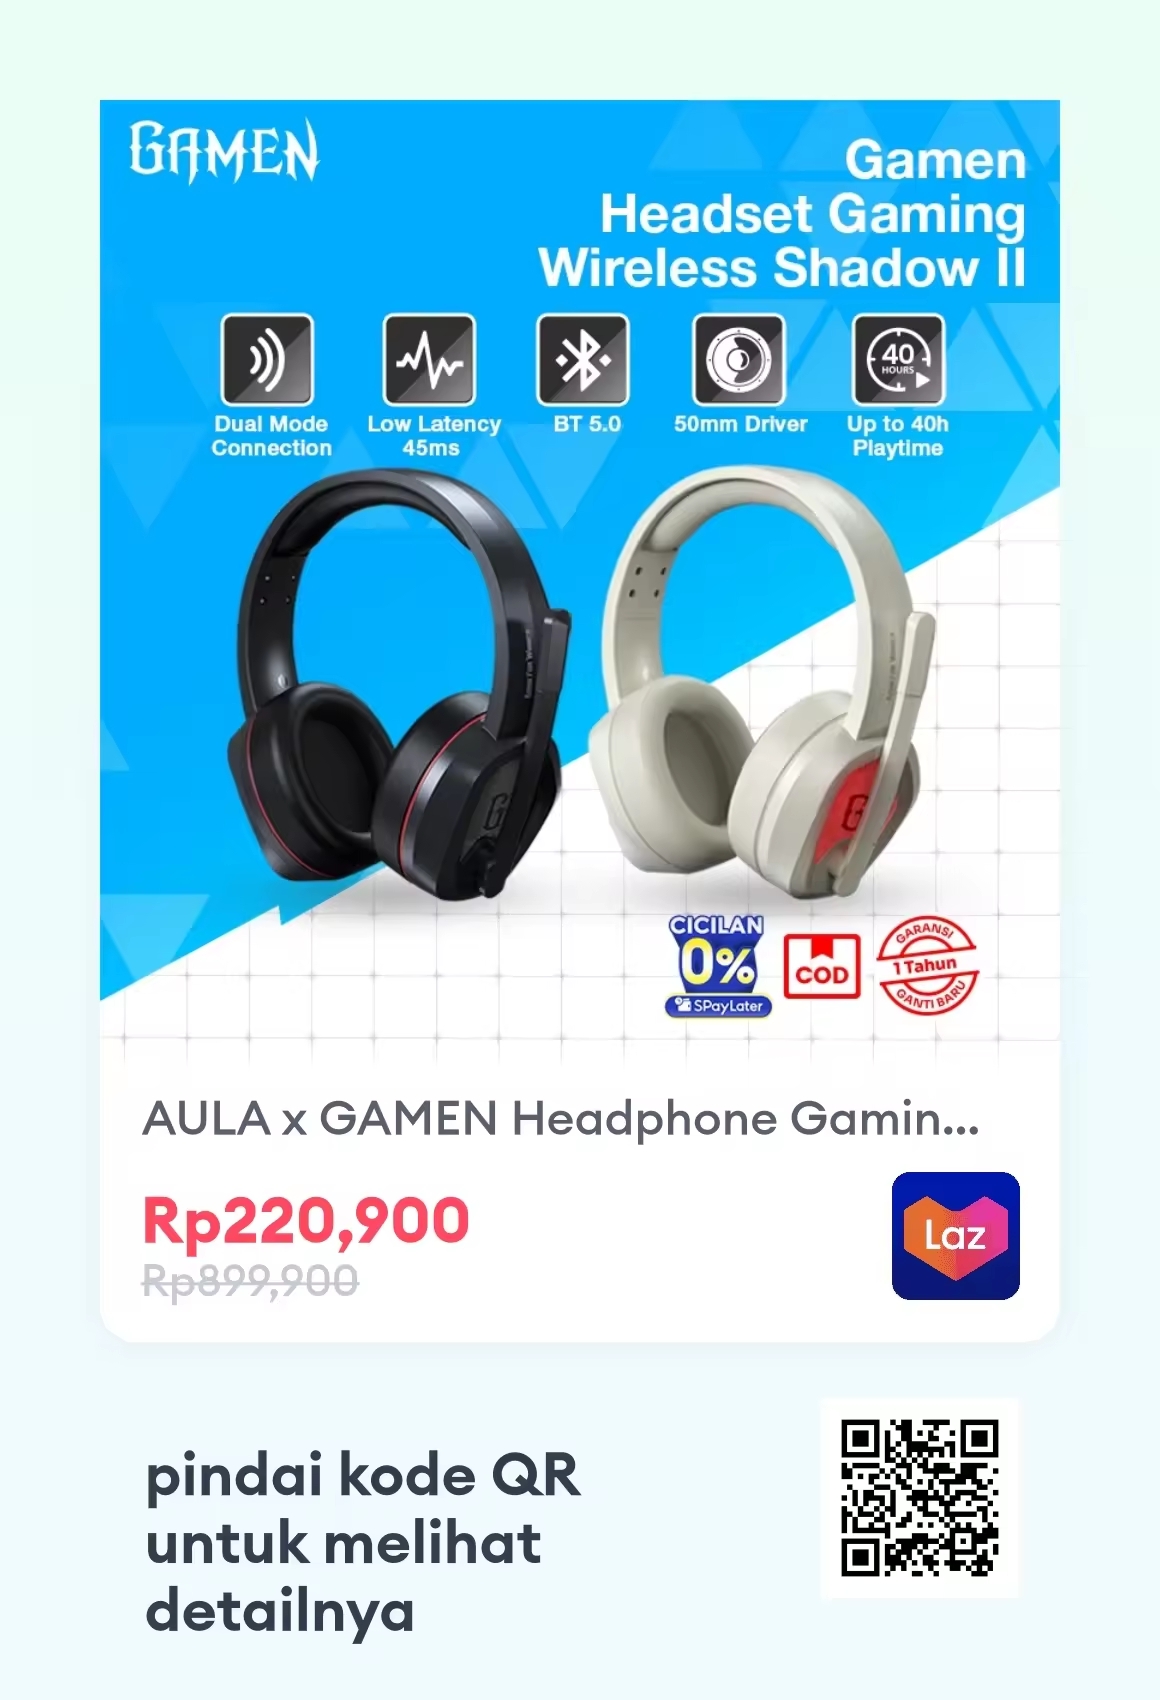 GAMEN
Gamen
Headset Gaming
Wireless Shadow II
40
HOURS
Dual Mode
Connection
Low Latency
45ms
BT 5.0
50mm Driver
Up to 40h
Playtime
G
G
CICILAN
0%
SPayLater
COD
GARANSI
1 Tahun
GANTI BARU
AULA x GAMEN Headphone Gamin...
Rp220,900
Rp899,900
Laz
pindai kode QR
untuk melihat
detailnya